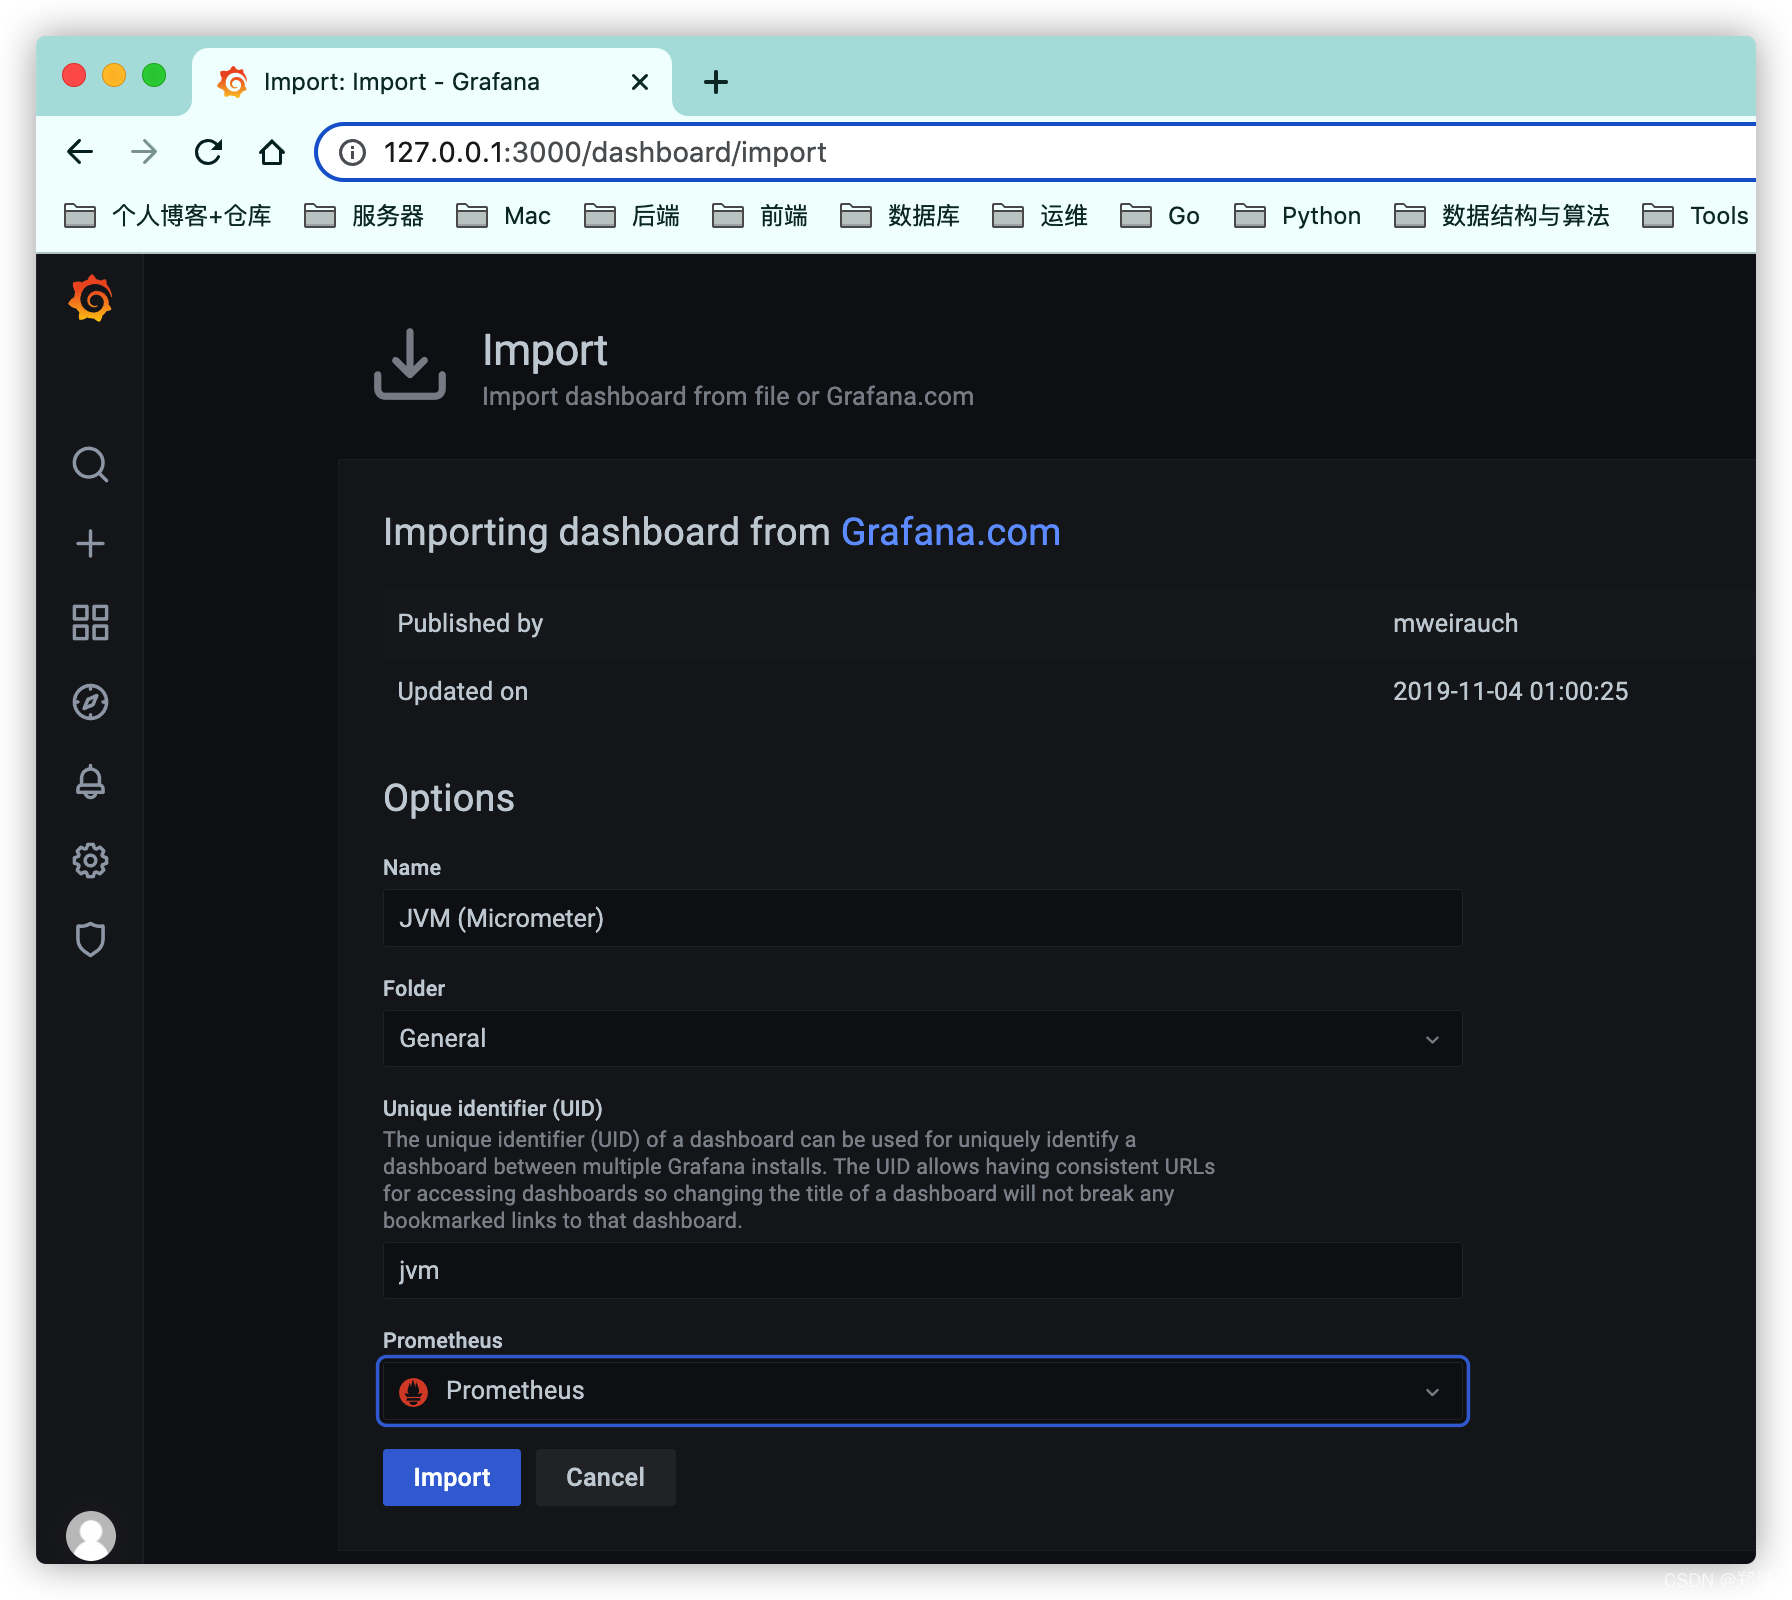 Import: Import - Grafana
127.0.0.1:3000/dashboard/import
个人博客+仓库 服务器 Mac 后端 前端 数据库 运维 Go Python 数据结构与算法 Tools
Import
Import dashboard from file or Grafana.com
Importing dashboard from Grafana.com
Published by mweirauch
Updated on 2019-11-04 01:00:25
Options
Name
JVM (Micrometer)
Folder
General
Unique identifier (UID)
The unique identifier (UID) of a dashboard can be used for uniquely identify a
dashboard between multiple Grafana installs. The UID allows having consistent URLs
for accessing dashboards so changing the title of a dashboard will not break any
bookmarked links to that dashboard.
jvm
Prometheus
Prometheus
Import Cancel
CSDN